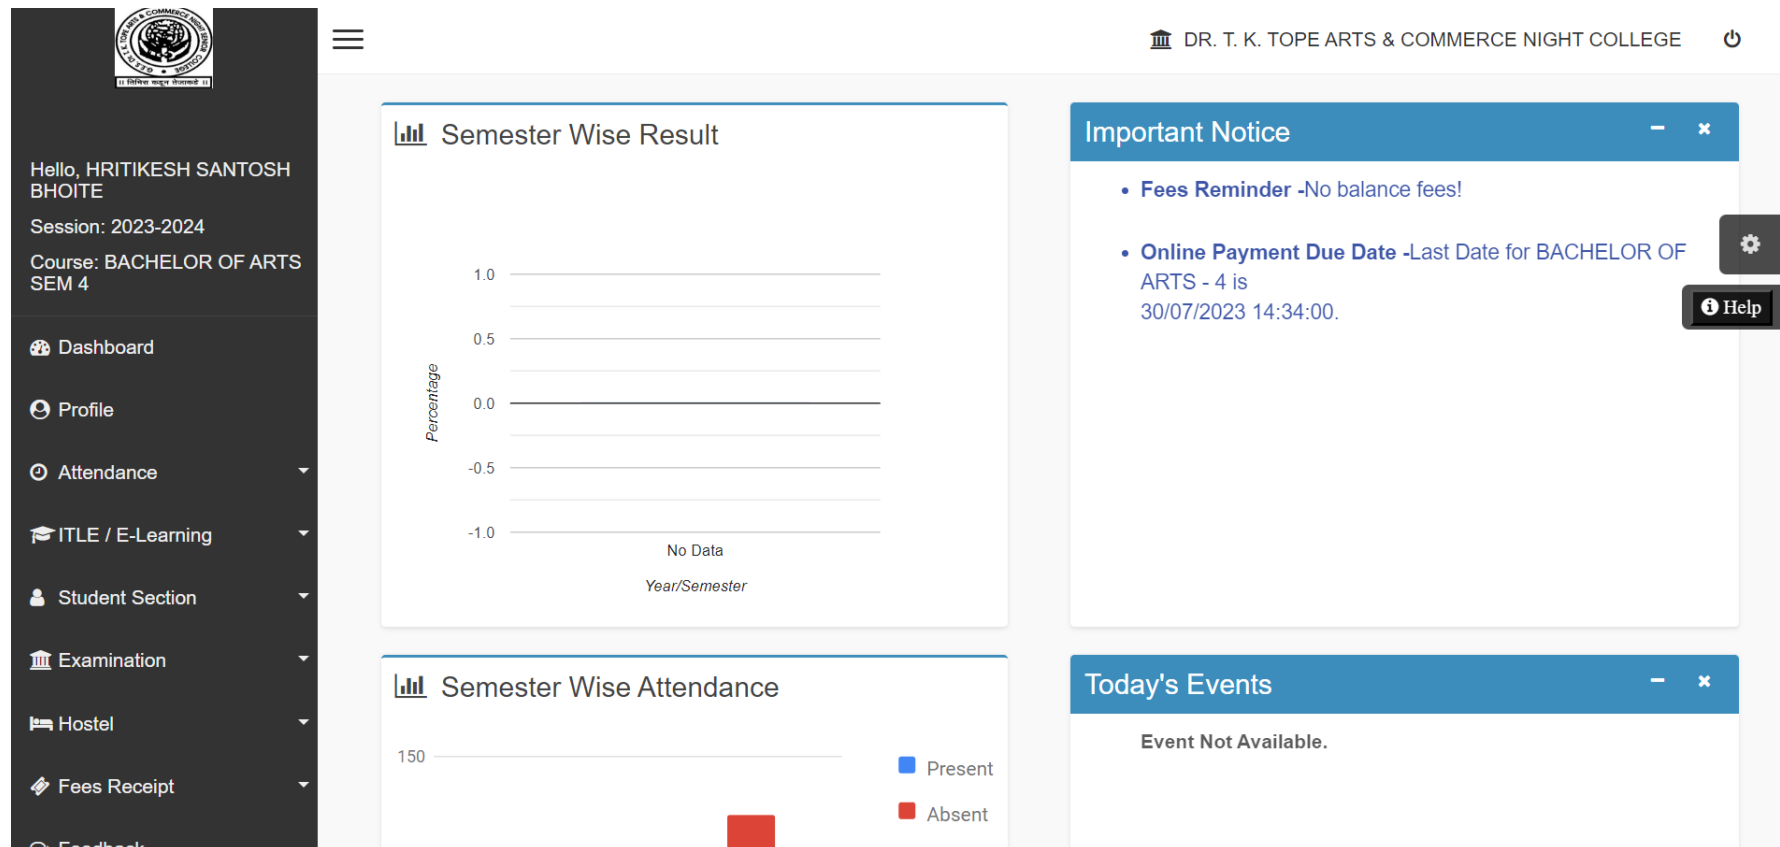 ॥ तिमिरा कडून तेजाकडे ॥
DR. T. K. TOPE ARTS & COMMERCE NIGHT COLLEGE
Hello, HRITIKESH SANTOSH
BHOITE
Session: 2023-2024
Course: BACHELOR OF ARTS
SEM 4
Dashboard
Profile
Attendance
ITLE / E-Learning
Student Section
Examination
Hostel
Fees Receipt
Feedback
Semester Wise Result
1.0
0.5
0.0
-0.5
-1.0
Percentage
No Data
Year/Semester
Important Notice
Fees Reminder -No balance fees!
Online Payment Due Date -Last Date for BACHELOR OF
ARTS - 4 is
30/07/2023 14:34:00.
Help
Semester Wise Attendance
150
Present
Absent
Today's Events
Event Not Available.